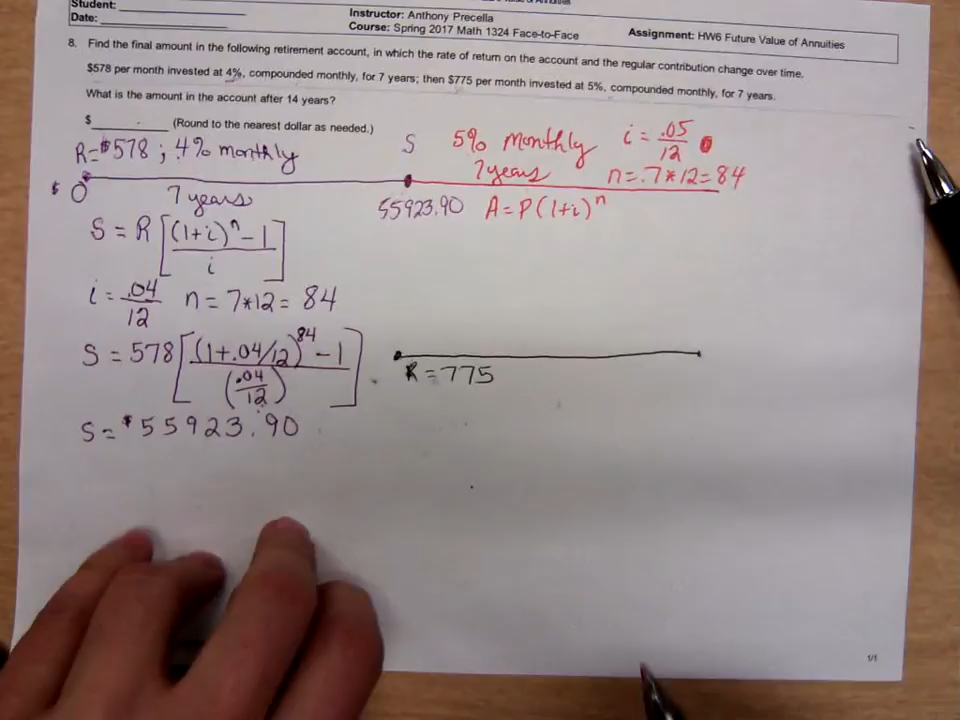 Student:
Date:
Instructor: Anthony Precella
Course: Spring 2017 Math 1324 Face-to-Face
Assignment: HW6 Future Value of Annuities
8. Find the final amount in the following retirement account, in which the rate of return on the account and the regular contribution change over time.
$578 per month invested at 4%, compounded monthly, for 7 years; then $775 per month invested at 5%, compounded monthly, for 7 years.
What is the amount in the account after 14 years?
$ (Round to the nearest dollar as needed.)
R=$578 ; 4% monthly
S 5% monthly i = .05/12
7 years n = 7*12 = 84
$0 7 years 55923.90 A = P(1+i)^n
S = R[((1+i)^n - 1)/i]
i = .04/12 n = 7*12 = 84
S = 578[((1+.04/12)^84 - 1)/(.04/12)]
R = 775
S = $55923.90
1/1